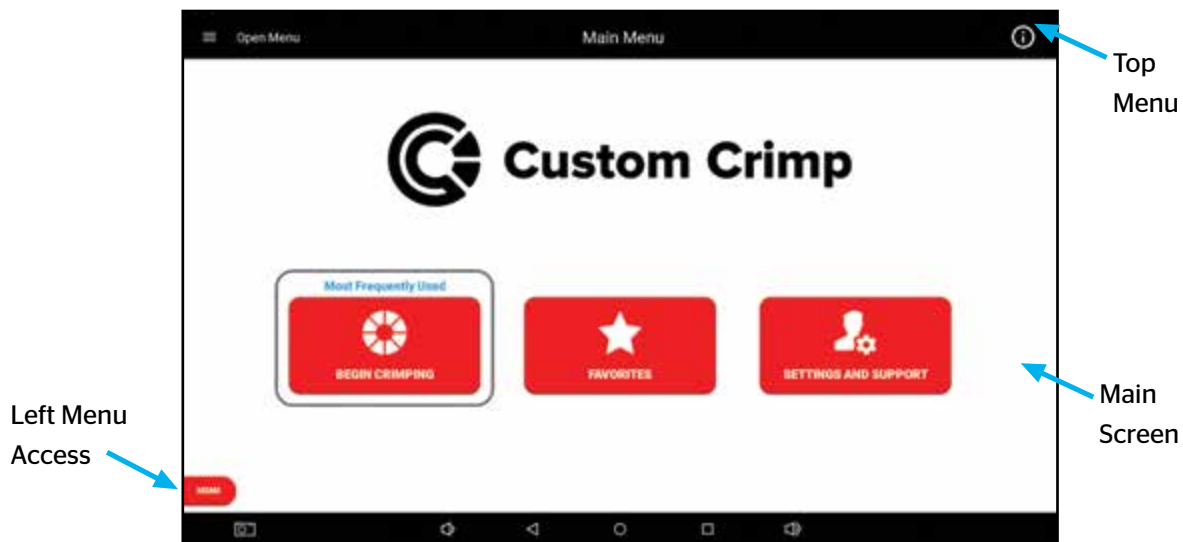 Open Menu
Main Menu
Top
Menu
Custom Crimp
Most Frequently Used
BEGIN CRIMPING
FAVORITES
SETTINGS AND SUPPORT
Main
Screen
Left Menu
Access
MENU